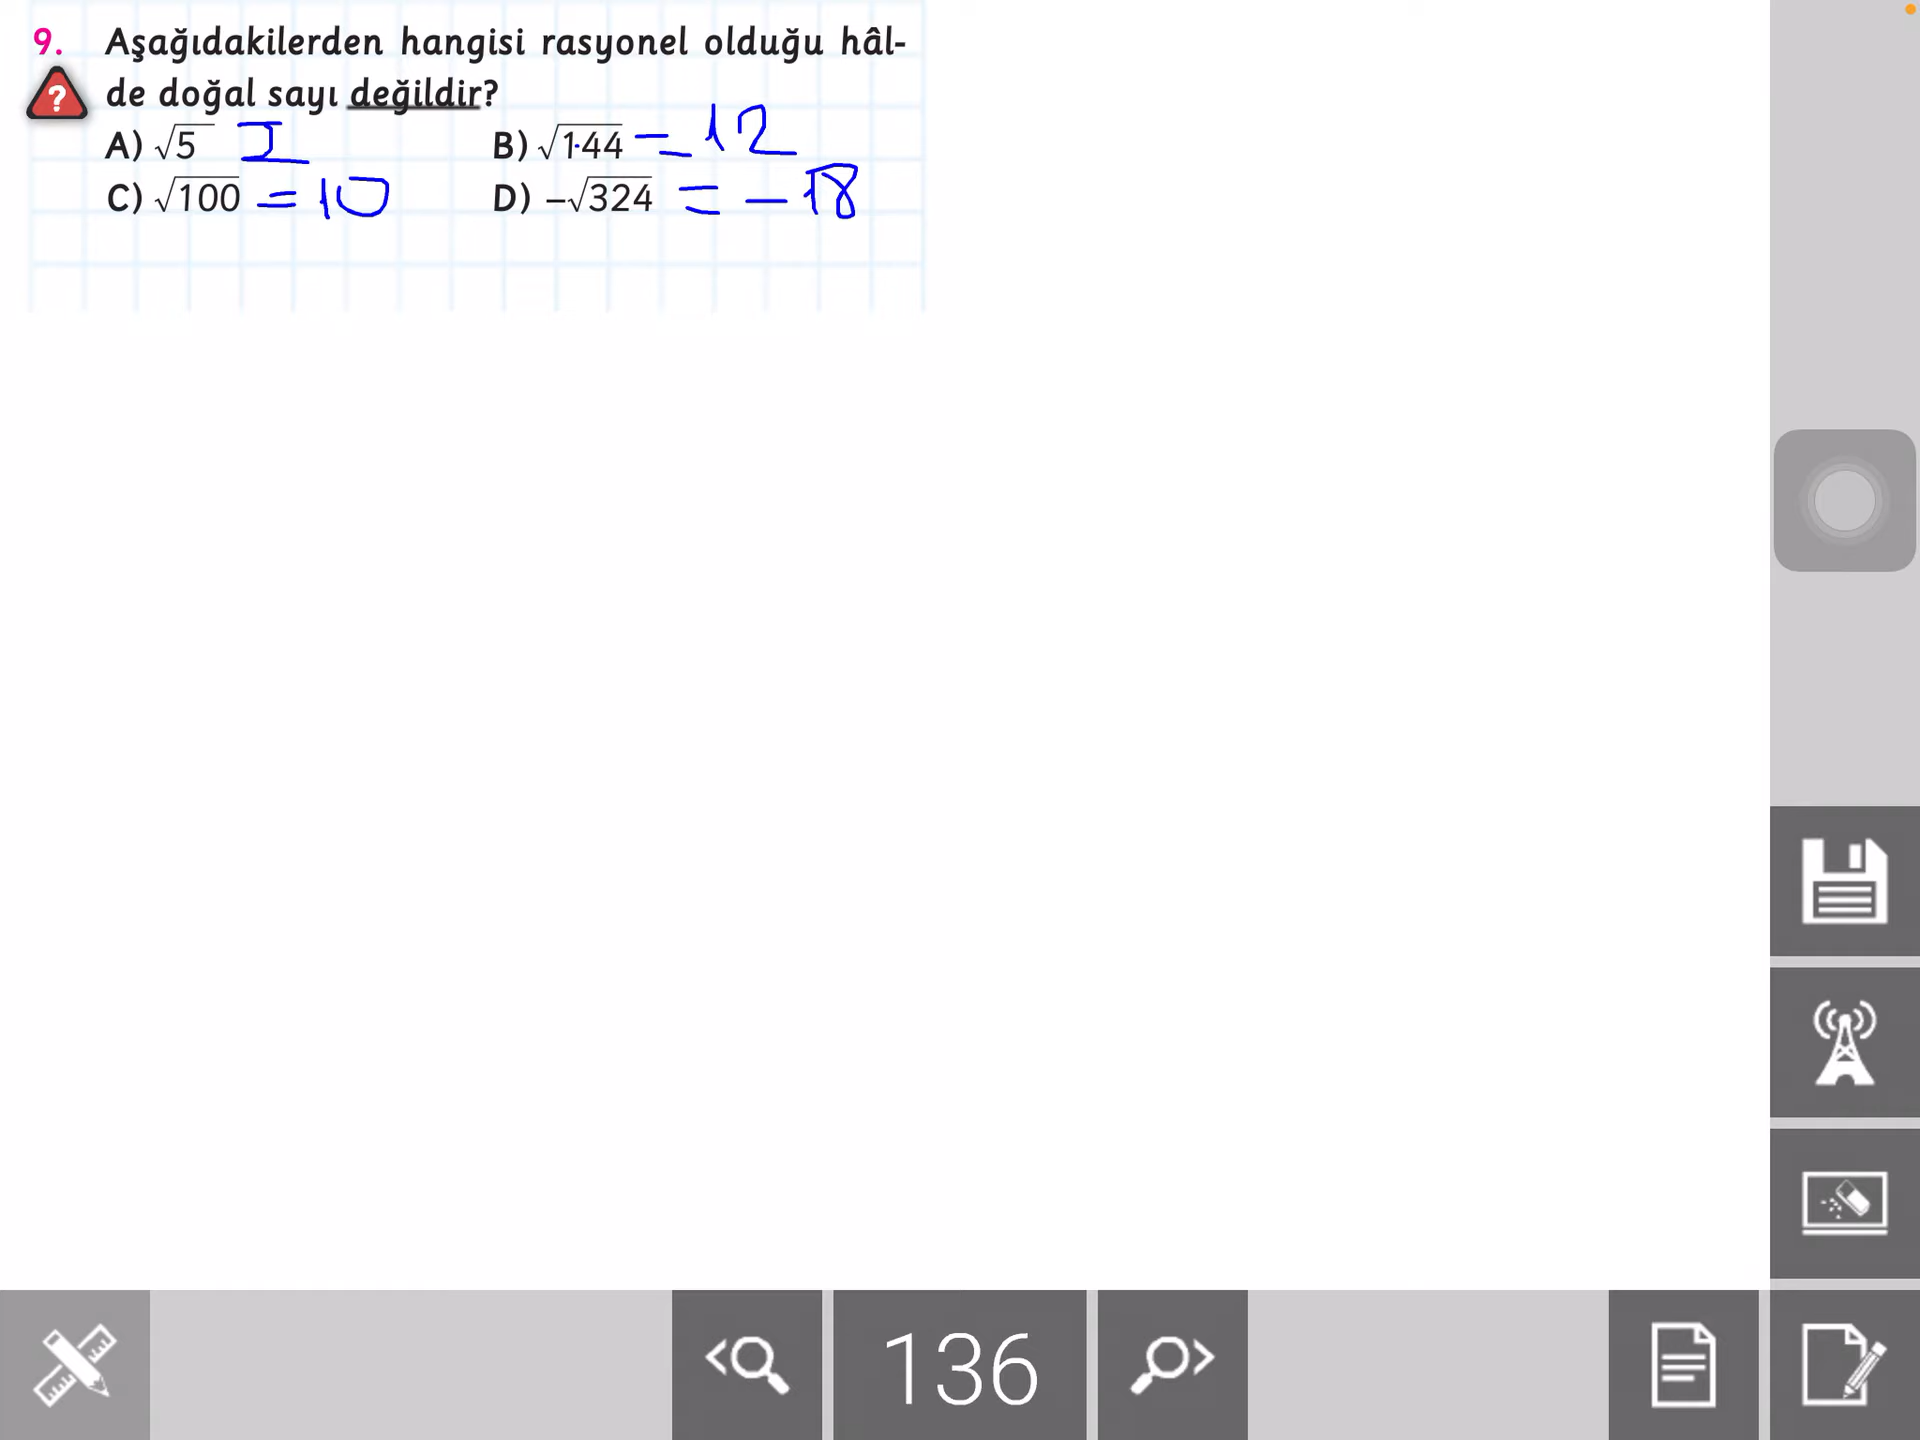 9. Aşağıdakilerden hangisi rasyonel olduğu hâl-
de doğal sayı değildir?
A) √5 I B) √1·44 = 12
C) √100 = 10 D) -√324 = -18
136